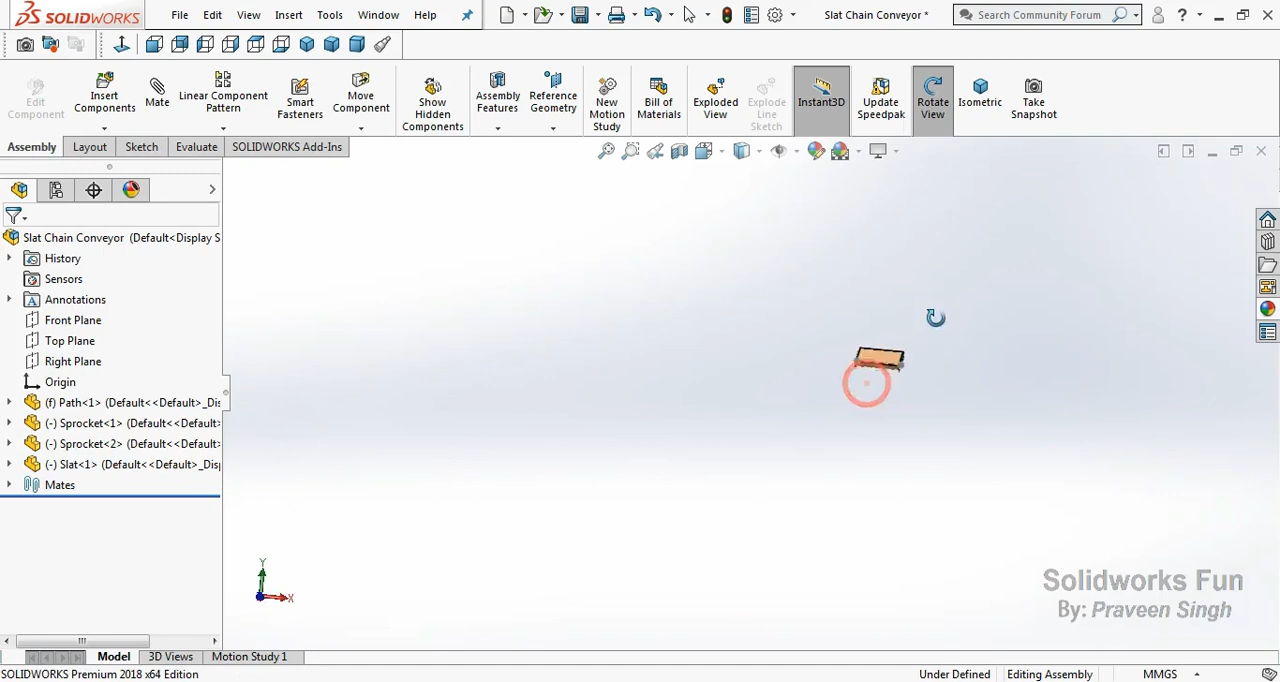 SOLIDWORKS File Edit View Insert Tools Window Help Slat Chain Conveyor * Search Community Forum
Edit Component
Insert Components
Mate
Linear Component Pattern
Smart Fasteners
Move Component
Show Hidden Components
Assembly Features
Reference Geometry
New Motion Study
Bill of Materials
Exploded View
Explode Line Sketch
Instant3D
Update Speedpak
Rotate View
Isometric
Take Snapshot
Assembly Layout Sketch Evaluate SOLIDWORKS Add-Ins
Slat Chain Conveyor (Default<Display S
History
Sensors
Annotations
Front Plane
Top Plane
Right Plane
Origin
(f) Path<1> (Default<<Default>_Dis
(-) Sprocket<1> (Default<<Default>
(-) Sprocket<2> (Default<<Default>
(-) Slat<1> (Default<<Default>_Disp
Mates
Y
X
Solidworks Fun
By: Praveen Singh
Model 3D Views Motion Study 1
SOLIDWORKS Premium 2018 x64 Edition Under Defined Editing Assembly MMGS